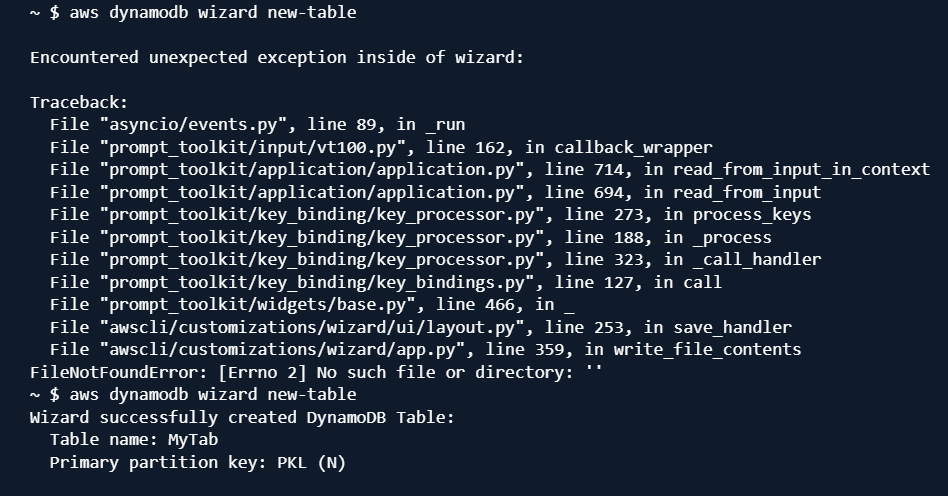 ~ $ aws dynamodb wizard new-table
Encountered unexpected exception inside of wizard:
Traceback:
File "asyncio/events.py", line 89, in _run
File "prompt_toolkit/input/vt100.py", line 162, in callback_wrapper
File "prompt_toolkit/application/application.py", line 714, in read_from_input_in_context
File "prompt_toolkit/application/application.py", line 694, in read_from_input
File "prompt_toolkit/key_binding/key_processor.py", line 273, in process_keys
File "prompt_toolkit/key_binding/key_processor.py", line 188, in _process
File "prompt_toolkit/key_binding/key_processor.py", line 323, in _call_handler
File "prompt_toolkit/key_binding/key_bindings.py", line 127, in call
File "prompt_toolkit/widgets/base.py", line 466, in _
File "awscli/customizations/wizard/ui/layout.py", line 253, in save_handler
File "awscli/customizations/wizard/app.py", line 359, in write_file_contents
FileNotFoundError: [Errno 2] No such file or directory: ''
~ $ aws dynamodb wizard new-table
Wizard successfully created DynamoDB Table:
Table name: MyTab
Primary partition key: PKL (N)